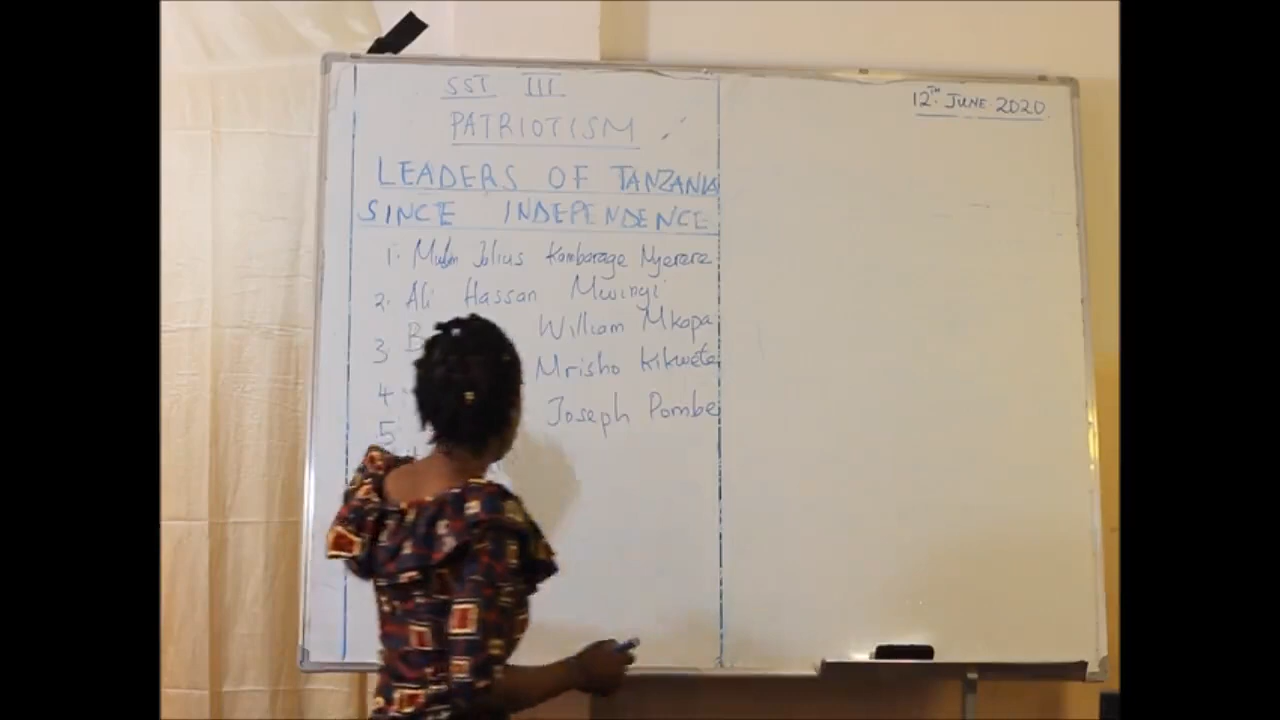 SST III
PATRIOTISM
LEADERS OF TANZANIA
SINCE INDEPENDENCE
1. Julius Kambarage Nyerere
2. Ali Hassan Mwinyi
3. William Mkapa
4 Mrisho Kikwete
5 Joseph Pombe
12TH JUNE 2020